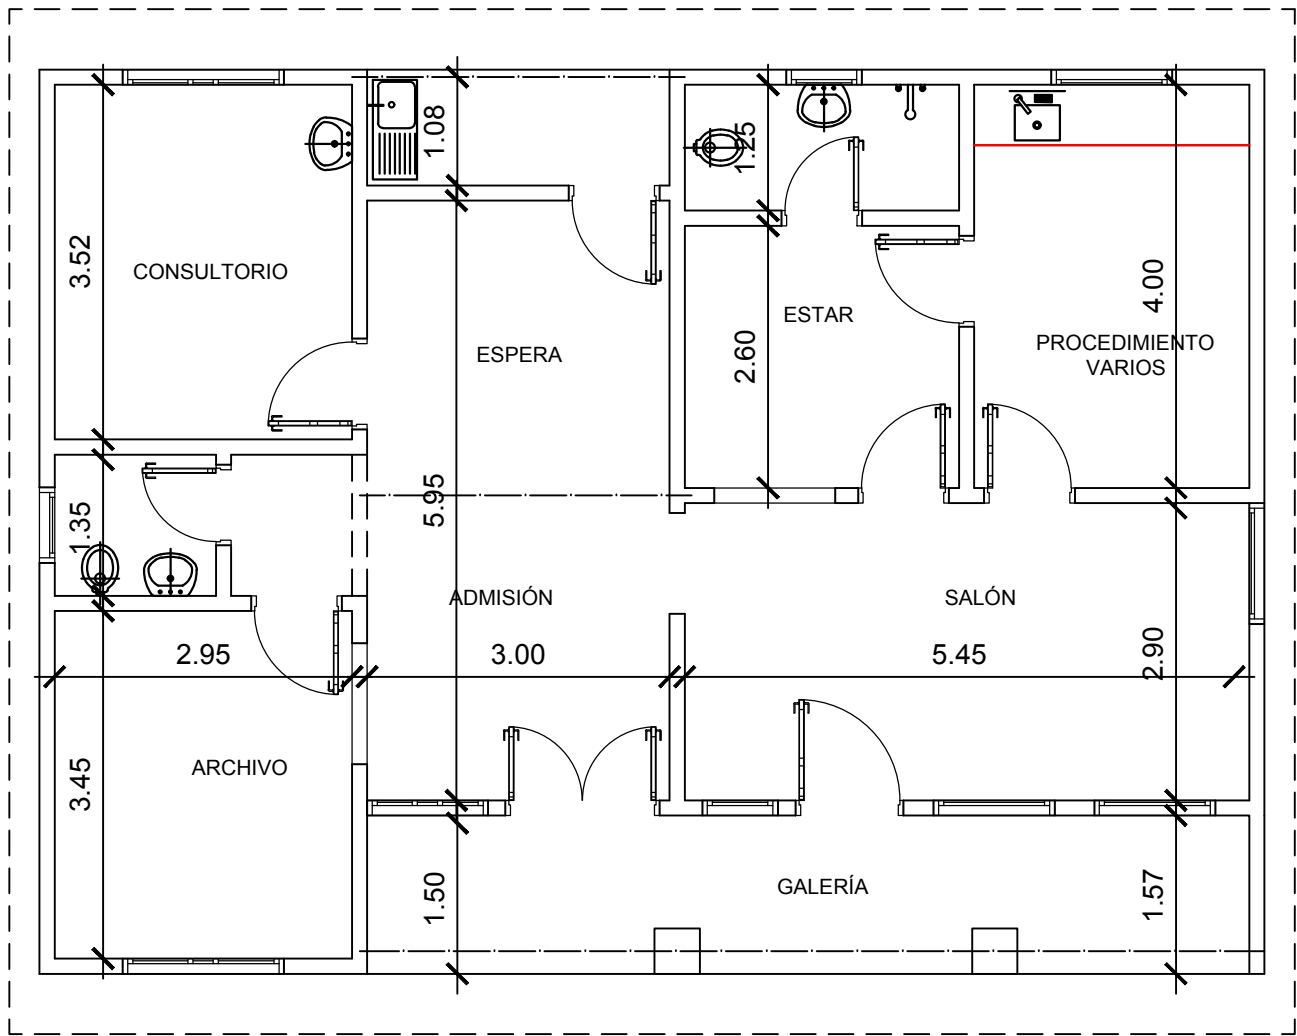 1.08
1.25
3.52
CONSULTORIO
4.00
ESTAR
PROCEDIMIENTO
VARIOS
ESPERA
2.60
5.95
1.35
ADMISIÓN
SALÓN
2.95
3.00
5.45
2.90
ARCHIVO
3.45
GALERÍA
1.50
1.57